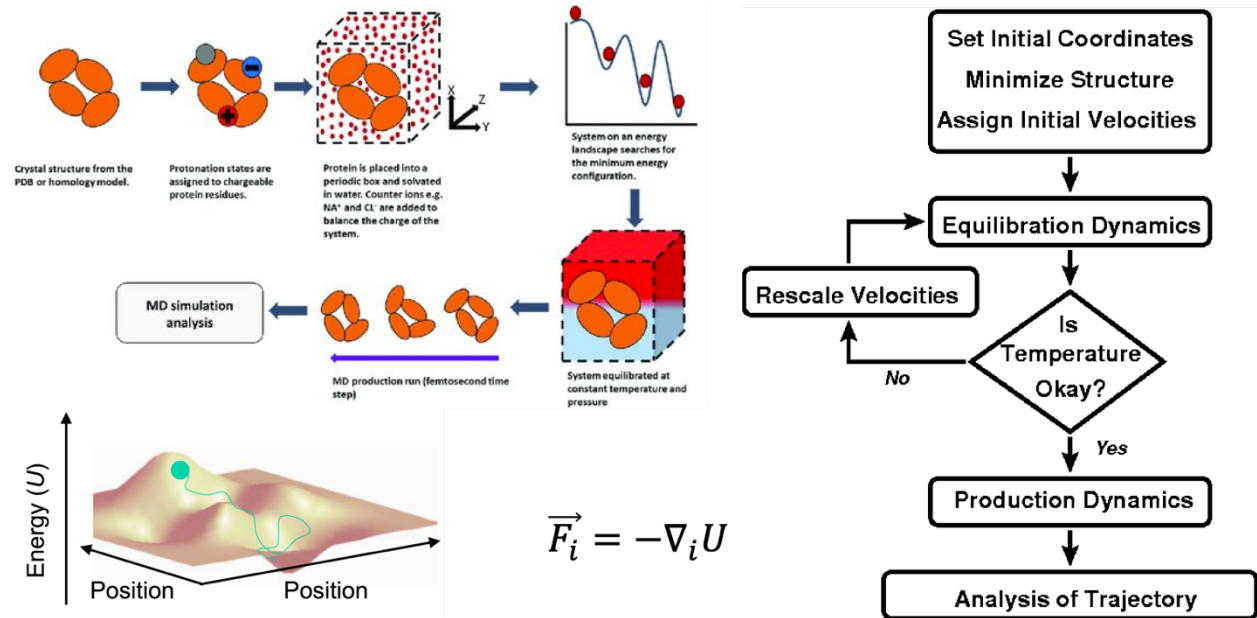 Crystal structure from the
PDB or homology model.
Protonation states are
assigned to chargeable
protein residues.
X
Z
Y
Protein is placed into a
periodic box and solvated
in water. Counter ions e.g.
NA⁺ and CL⁻ are added to
balance the charge of the
system.
System on an energy
landscape searches for
the minimum energy
configuration.
System equilibrated at
constant temperature and
pressure
MD production run (femtosecond time
step)
MD simulation
analysis
Energy (U)
Position
Position
F⃗ᵢ = −∇ᵢU
Set Initial Coordinates
Minimize Structure
Assign Initial Velocities
Equilibration Dynamics
Rescale Velocities
Is
Temperature
Okay?
No
Yes
Production Dynamics
Analysis of Trajectory